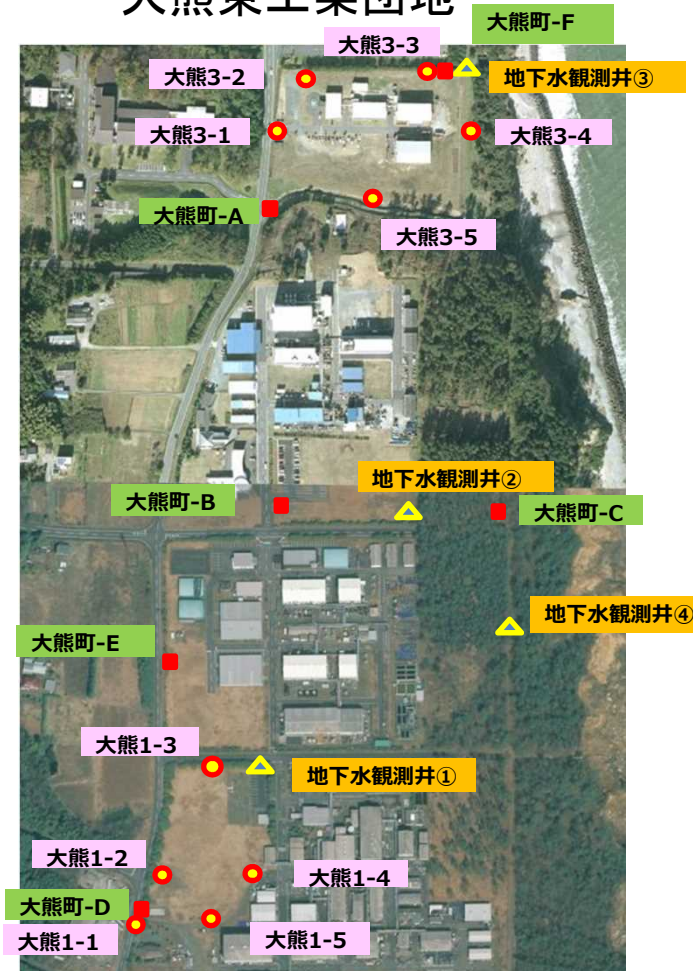 大熊東工業団地
大熊町-F
大熊3-3
大熊3-2
地下水観測井③
大熊3-1
大熊3-4
大熊町-A
大熊3-5
地下水観測井②
大熊町-B
大熊町-C
地下水観測井④
大熊町-E
大熊1-3
地下水観測井①
大熊1-2
大熊1-4
大熊町-D
大熊1-1
大熊1-5